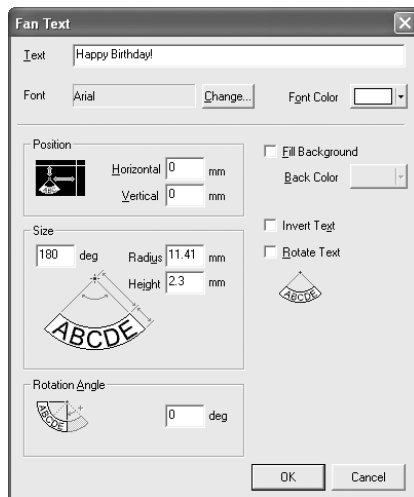 Fan Text
Text Happy Birthday!
Font Arial Change... Font Color
Position
Horizontal 0 mm
Vertical 0 mm
Fill Background
Back Color
Size
180 deg Radius 11.41 mm
Height 2.3 mm
ABCDE
Invert Text
Rotate Text
ABCDE
Rotation Angle
ABCDE
0 deg
OK Cancel